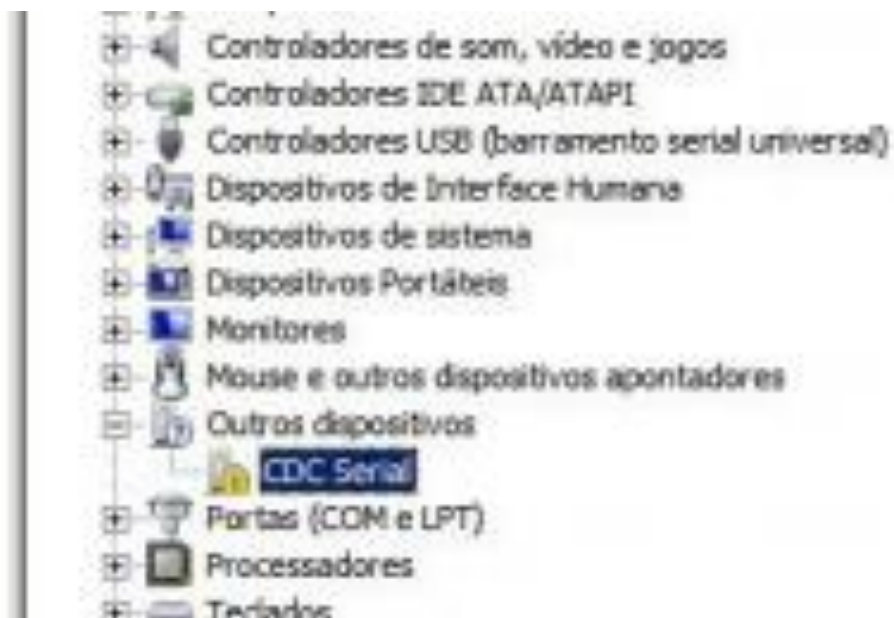 Controladores de som, vídeo e jogos
Controladores IDE ATA/ATAPI
Controladores USB (barramento serial universal)
Dispositivos de Interface Humana
Dispositivos de sistema
Dispositivos Portáteis
Monitores
Mouse e outros dispositivos apontadores
Outros dispositivos
CDC Serial
Portas (COM e LPT)
Processadores
Teclados